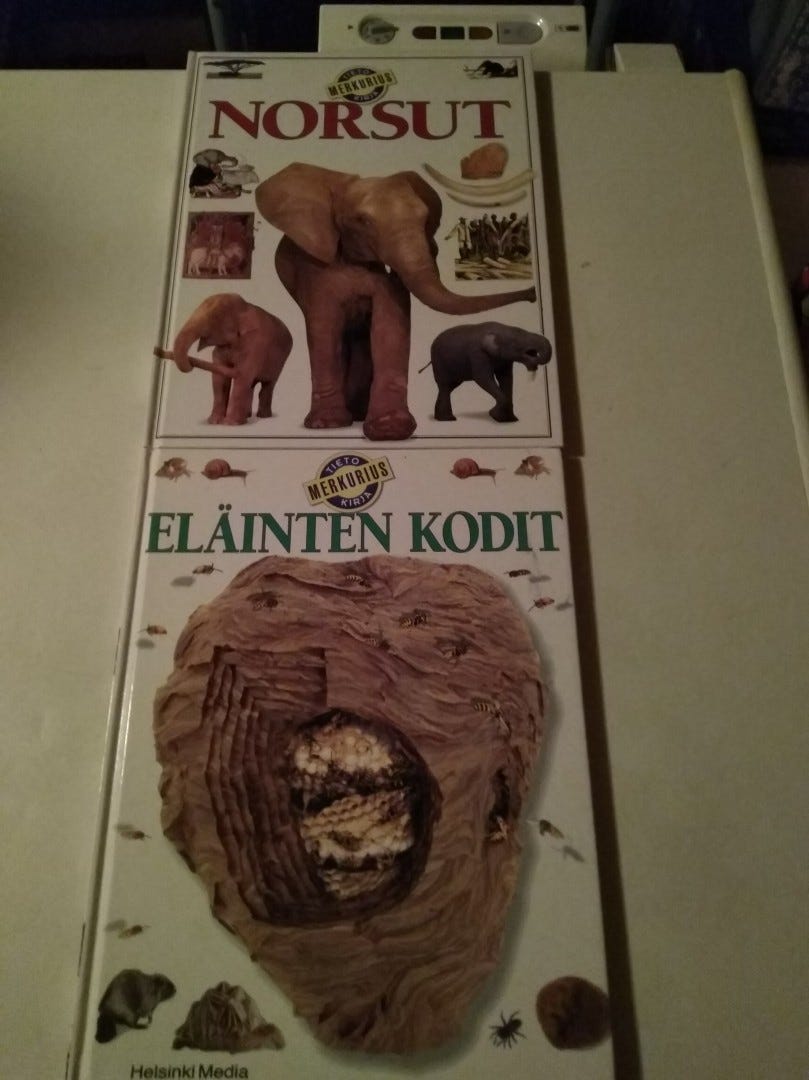 TIETO
MERKURIUS
KIRJA
NORSUT
TIETO
MERKURIUS
KIRJA
ELÄINTEN KODIT
Helsinki Media